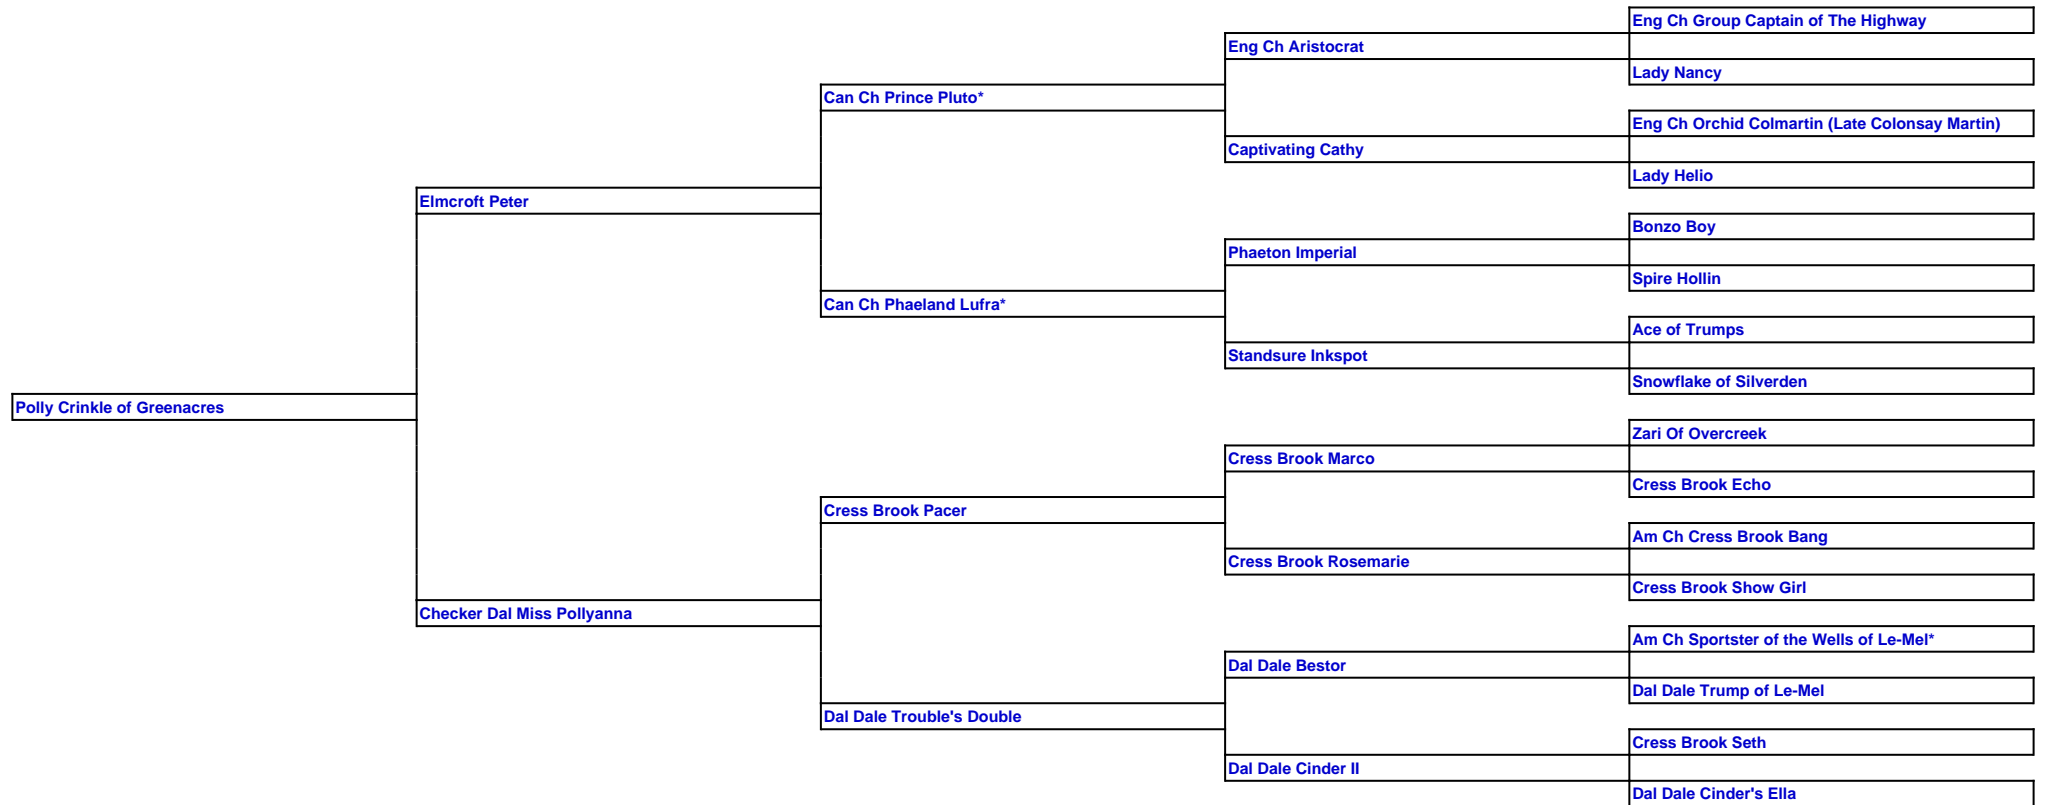 Eng Ch Group Captain of The Highway
Eng Ch Aristocrat
Lady Nancy
Can Ch Prince Pluto*
Eng Ch Orchid Colmartin (Late Colonsay Martin)
Captivating Cathy
Lady Helio
Elmcroft Peter
Bonzo Boy
Phaeton Imperial
Spire Hollin
Can Ch Phaeland Lufra*
Ace of Trumps
Standsure Inkspot
Snowflake of Silverden
Polly Crinkle of Greenacres
Zari Of Overcreek
Cress Brook Marco
Cress Brook Echo
Cress Brook Pacer
Am Ch Cress Brook Bang
Cress Brook Rosemarie
Cress Brook Show Girl
Checker Dal Miss Pollyanna
Am Ch Sportster of the Wells of Le-Mel*
Dal Dale Bestor
Dal Dale Trump of Le-Mel
Dal Dale Trouble's Double
Cress Brook Seth
Dal Dale Cinder II
Dal Dale Cinder's Ella